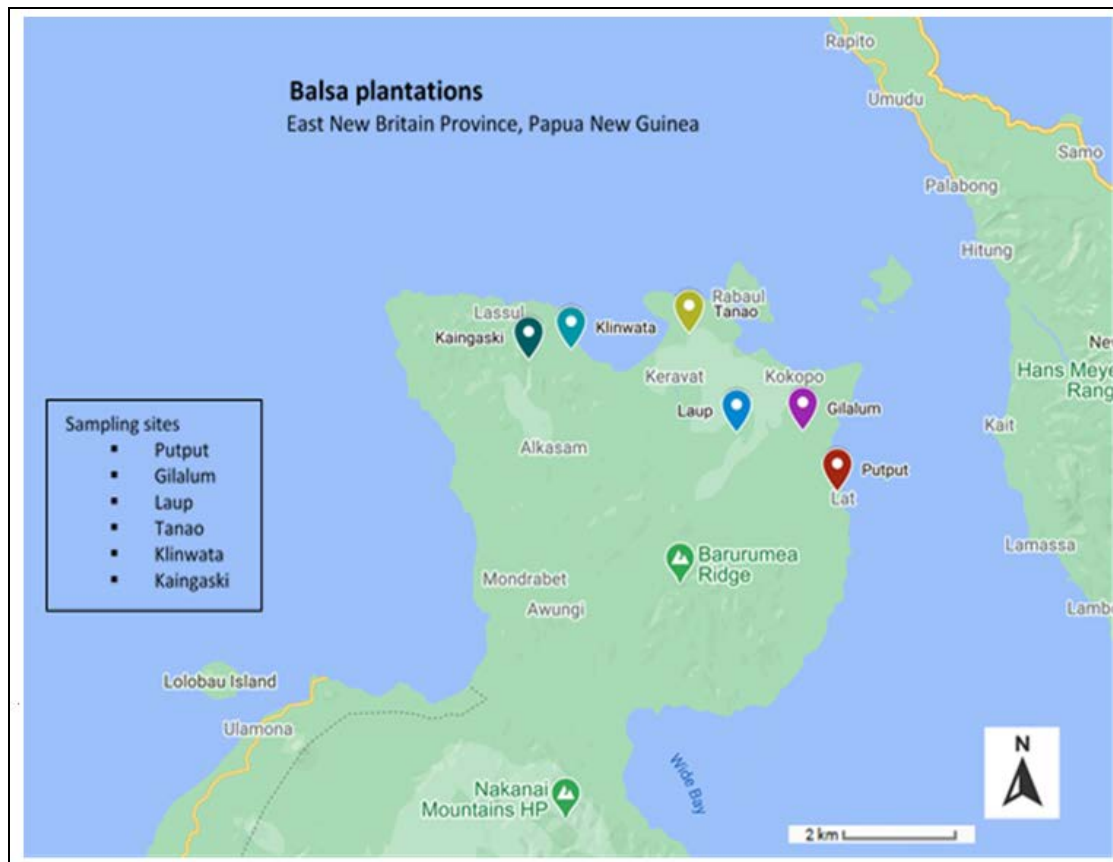 Rapito
Balsa plantations
Umudu
East New Britain Province, Papua New Guinea
Samo
Palabong
Hitung
Lassul
Rabaul
Tanao
Kaingaski
Klinwata
Keravat
Kokopo
Hans Meye
Rang
Laup
Gilalum
Kait
Sampling sites
▪ Putput
▪ Gilalum
▪ Laup
▪ Tanao
▪ Klinwata
▪ Kaingaski
Alkasam
Putput
Lat
Lamassa
Barurumea
Ridge
Mondrabet
Awungi
Lamb
Lolobau Island
Ulamona
Wide Bay
N
Nakanai
Mountains HP
2 km